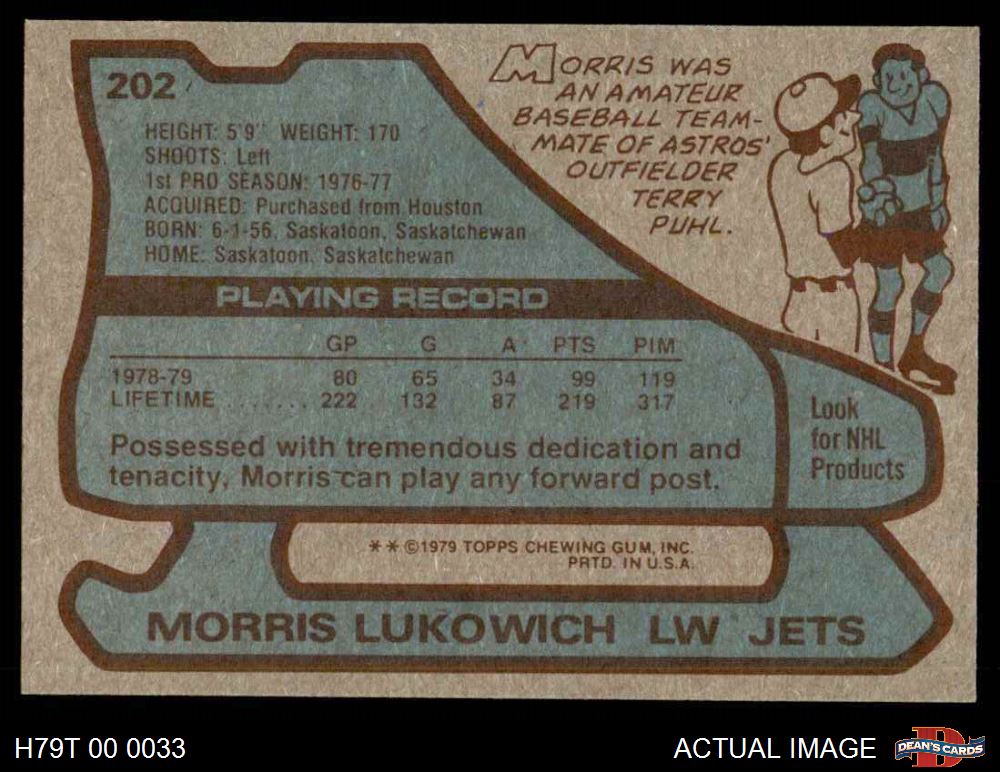 202
HEIGHT: 5'9" WEIGHT: 170
SHOOTS: Left
1st PRO SEASON: 1976-77
ACQUIRED: Purchased from Houston
BORN: 6-1-56, Saskatoon, Saskatchewan
HOME: Saskatoon, Saskatchewan
MORRIS WAS
AN AMATEUR
BASEBALL TEAM-
MATE OF ASTROS'
OUTFIELDER
TERRY
PUHL.
PLAYING RECORD
GP G A PTS PIM
1978-79 80 65 34 99 119
LIFETIME ....... 222 132 87 219 317
Possessed with tremendous dedication and
tenacity, Morris can play any forward post.
Look
for NHL
Products
* * ©1979 TOPPS CHEWING GUM, INC.
PRTD. IN U.S.A.
MORRIS LUKOWICH LW JETS
H79T 00 0033
ACTUAL IMAGE
D
DEAN'S CARDS